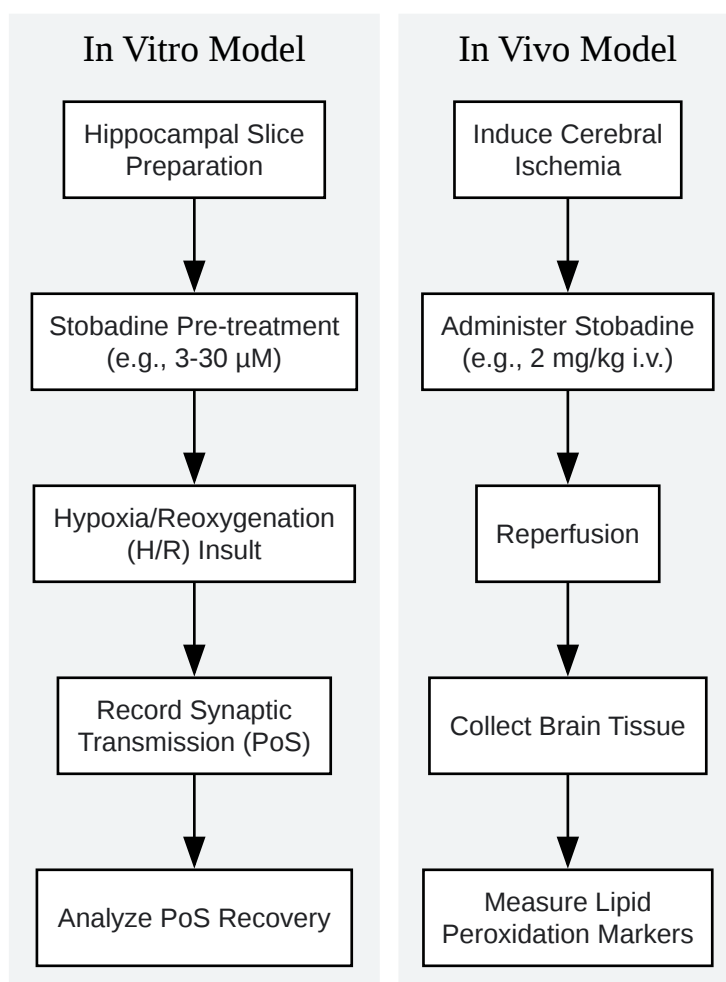 In Vitro Model
Hippocampal Slice
Preparation
Stobadine Pre-treatment
(e.g., 3-30 µM)
Hypoxia/Reoxygenation
(H/R) Insult
Record Synaptic
Transmission (PoS)
Analyze PoS Recovery
In Vivo Model
Induce Cerebral
Ischemia
Administer Stobadine
(e.g., 2 mg/kg i.v.)
Reperfusion
Collect Brain Tissue
Measure Lipid
Peroxidation Markers